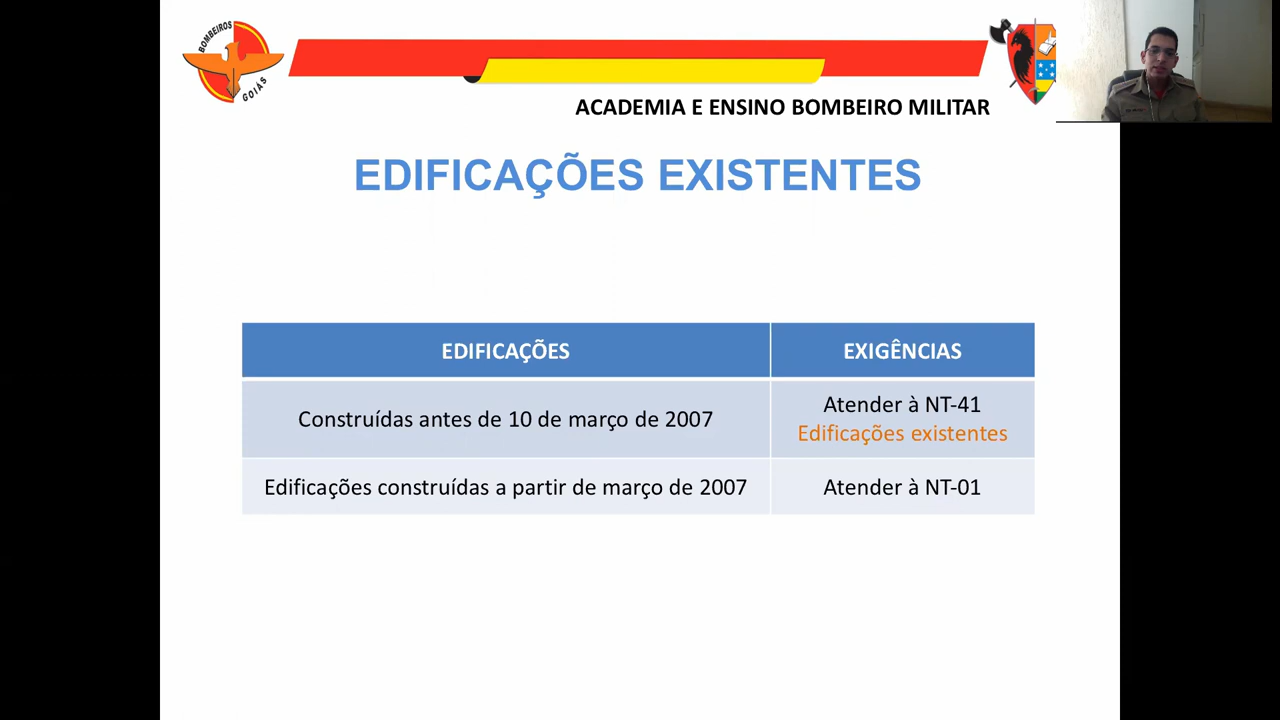 BOMBEIROS
GOIÁS
ACADEMIA E ENSINO BOMBEIRO MILITAR
EDIFICAÇÕES EXISTENTES
EDIFICAÇÕES
EXIGÊNCIAS
Construídas antes de 10 de março de 2007
Atender à NT-41
Edificações existentes
Edificações construídas a partir de março de 2007
Atender à NT-01